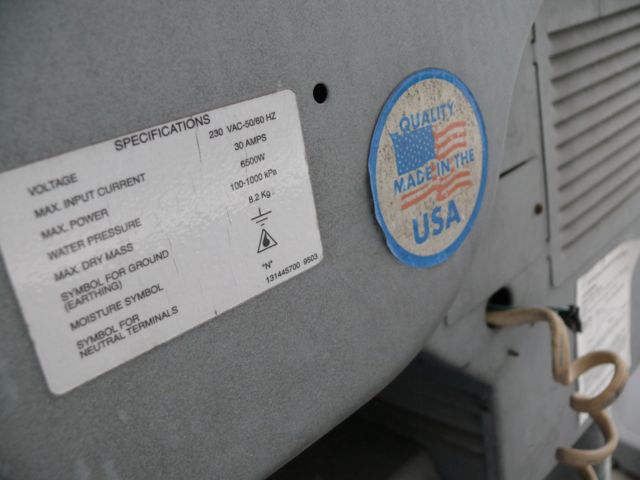 SPECIFICATIONS
VOLTAGE 230 VAC-50/60 HZ
MAX. INPUT CURRENT 30 AMPS
MAX. POWER 6500W
WATER PRESSURE 100-1000 kPa
MAX. DRY MASS 8.2 Kg
SYMBOL FOR GROUND
(EARTHING)
MOISTURE SYMBOL
SYMBOL FOR "N"
NEUTRAL TERMINALS
131445700 9503
QUALITY
MADE IN THE
USA